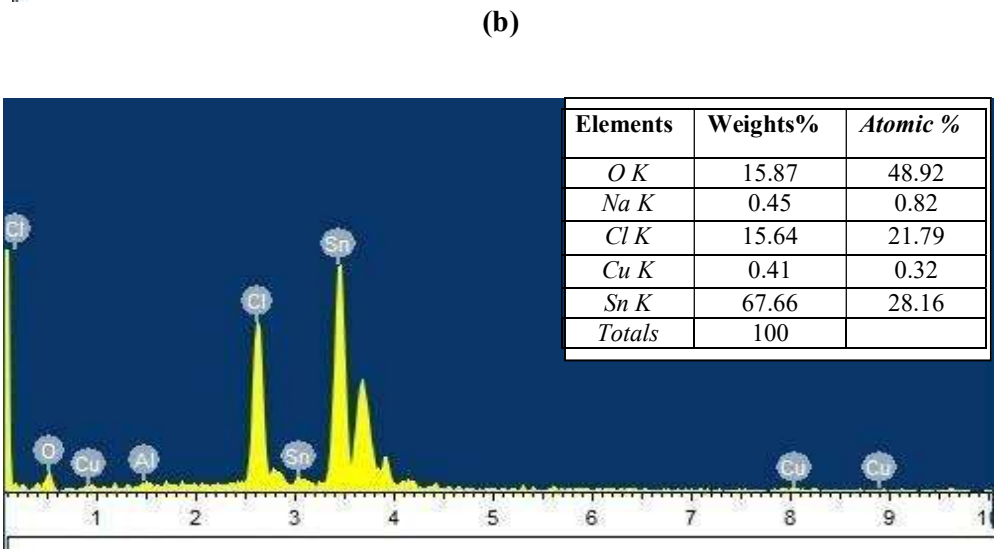 (b)
Elements Weights% Atomic %
O K 15.87 48.92
Na K 0.45 0.82
Cl K 15.64 21.79
Cu K 0.41 0.32
Sn K 67.66 28.16
Totals 100
Cl
Sn
Cl
O Cu Al Sn Cu Cu
1 2 3 4 5 6 7 8 9